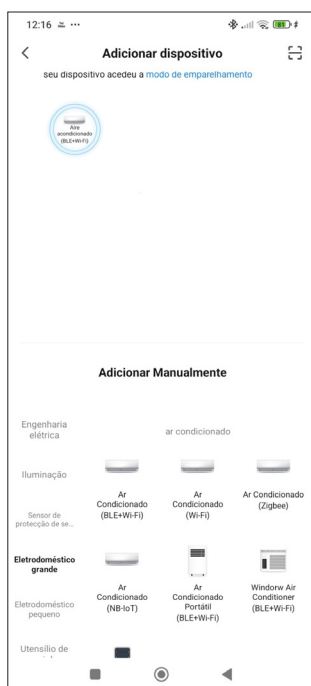 12:16
81
Adicionar dispositivo
seu dispositivo acedeu a modo de emparelhamento
Aire
acondicionado
(BLE+Wi-Fi)
Adicionar Manualmente
Engenharia
elétrica
ar condicionado
Iluminação
Ar
Condicionado
(BLE+Wi-Fi)
Ar
Condicionado
(Wi-Fi)
Ar Condicionado
(Zigbee)
Sensor de
protecção de se...
Eletrodoméstico
grande
Ar
Condicionado
(NB-IoT)
Ar
Condicionado
Portátil
(BLE+Wi-Fi)
Windorw Air
Conditioner
(BLE+Wi-Fi)
Eletrodoméstico
pequeno
Utensílio de